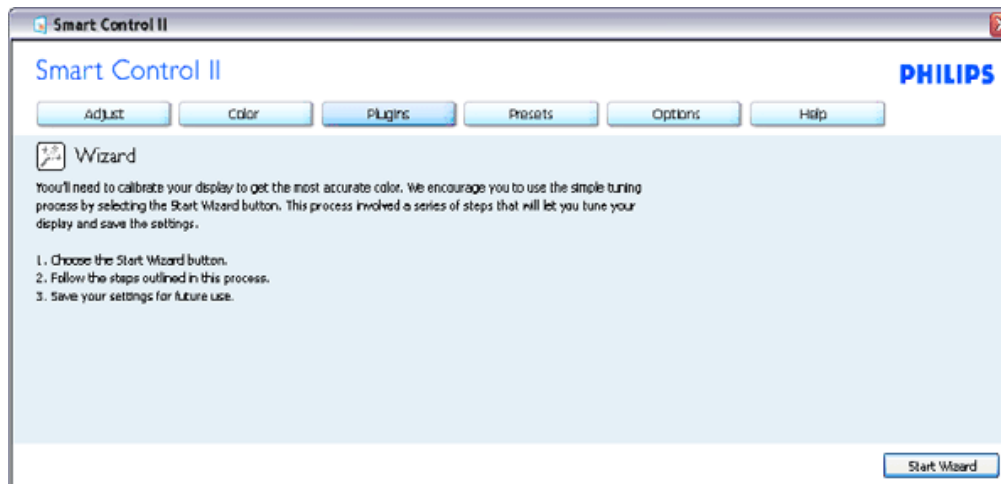 Smart Control II
Smart Control II
PHILIPS
Adjust Color Plugins Presets Options Help
Wizard
Yoou'll need to calibrate your display to get the most accurate color. We encourage you to use the simple tuning
process by selecting the Start Wizard button. This process involved a series of steps that will let you tune your
display and save the settings.
1. Choose the Start Wizard button.
2. Follow the steps outlined in this process.
3. Save your settings for future use.
Start Wizard